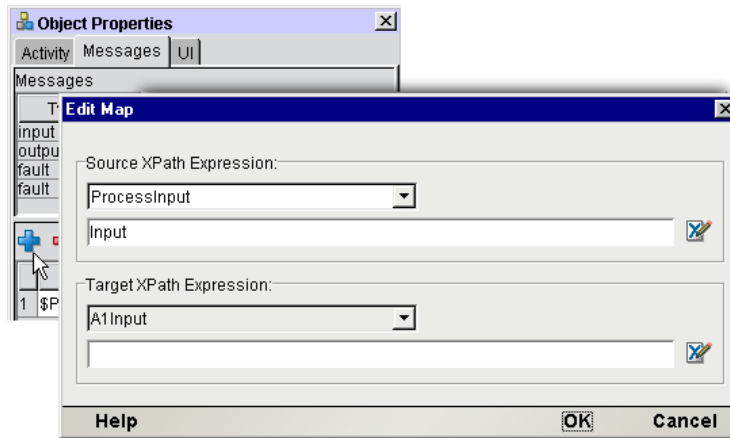 Object Properties
Activity Messages UI
Messages
Edit Map
input
fault
fault
1 $P
Source XPath Expression:
ProcessInput
Input
Target XPath Expression:
A1Input
Help OK Cancel